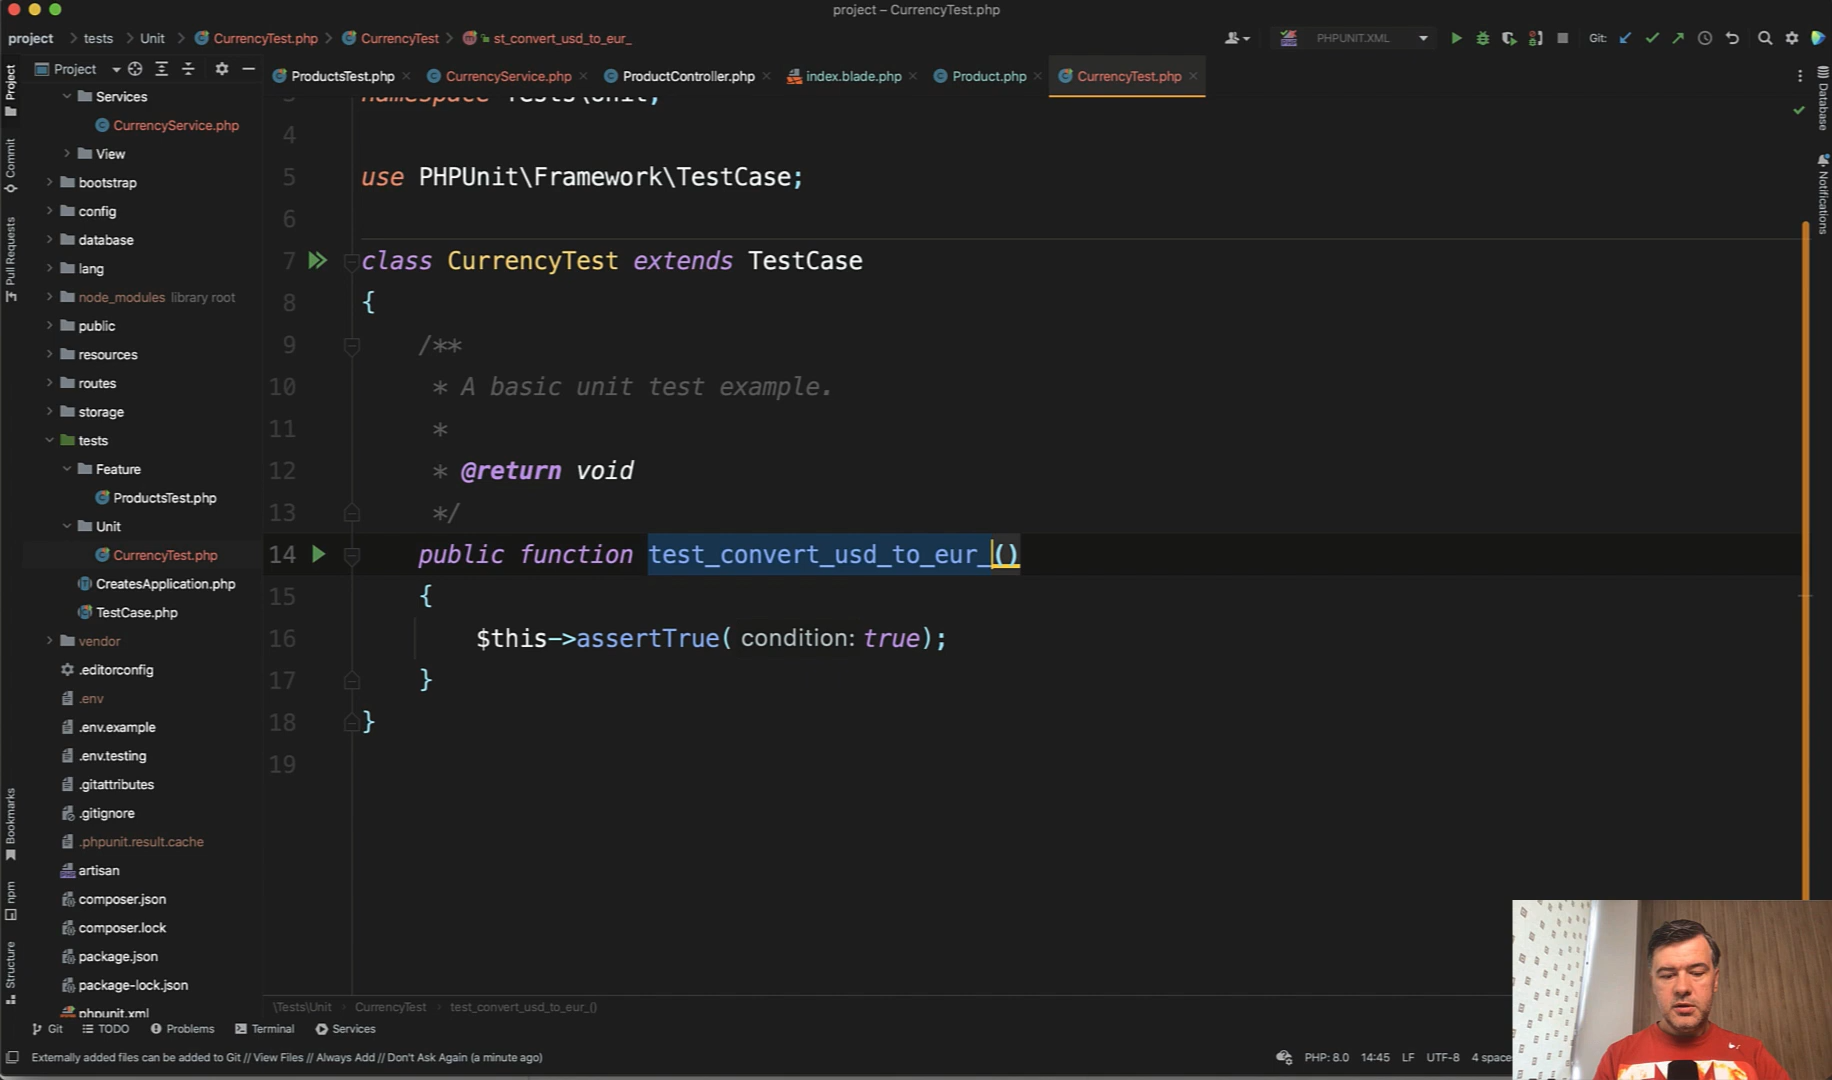 project – CurrencyTest.php
project
tests
Unit
CurrencyTest.php
CurrencyTest
st_convert_usd_to_eur_
PHPUNIT.XML
Git:
Project
ProductsTest.php
CurrencyService.php
ProductController.php
index.blade.php
Product.php
CurrencyTest.php
Project
Commit
Pull Requests
Bookmarks
npm
Structure
Database
Notifications
Services
CurrencyService.php
View
bootstrap
config
database
lang
node_modules library root
public
resources
routes
storage
tests
Feature
ProductsTest.php
Unit
CurrencyTest.php
CreatesApplication.php
TestCase.php
vendor
.editorconfig
.env
.env.example
.env.testing
.gitattributes
.gitignore
.phpunit.result.cache
artisan
composer.json
composer.lock
package.json
package-lock.json
phpunit.xml
3 namespace Tests\Unit;
4
5 use PHPUnit\Framework\TestCase;
6
7 class CurrencyTest extends TestCase
8 {
9 /**
10 * A basic unit test example.
11 *
12 * @return void
13 */
14 public function test_convert_usd_to_eur_()
15 {
16 $this->assertTrue( condition: true);
17 }
18 }
19
\Tests\Unit
CurrencyTest
test_convert_usd_to_eur_()
Git
TODO
Problems
Terminal
Services
Externally added files can be added to Git // View Files // Always Add // Don't Ask Again (a minute ago)
PHP: 8.0
14:45
LF
UTF-8
4 space